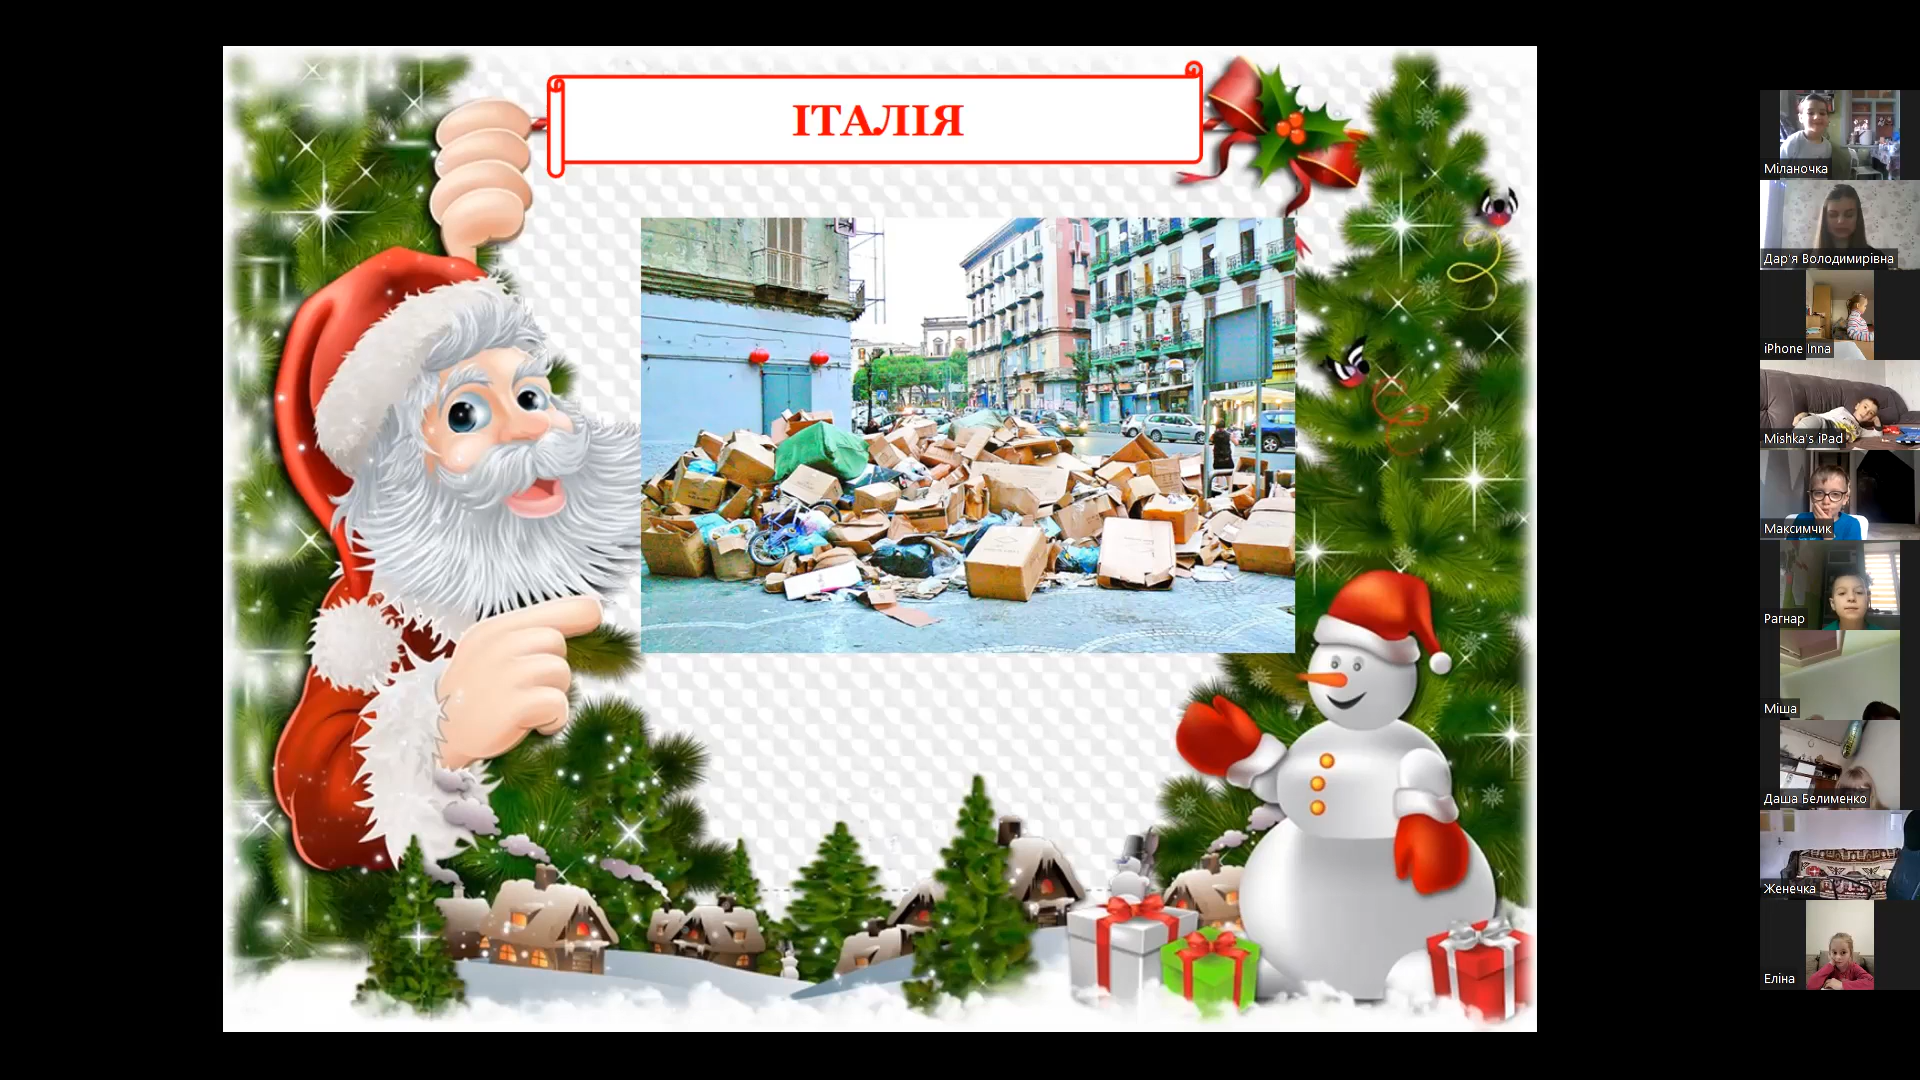 ІТАЛІЯ
Міланочка
Дар'я Володимирівна
iPhone Inna
Mishka's iPad
Максимчик
Рагнар
Міша
Даша Белименко
Женечка
Еліна